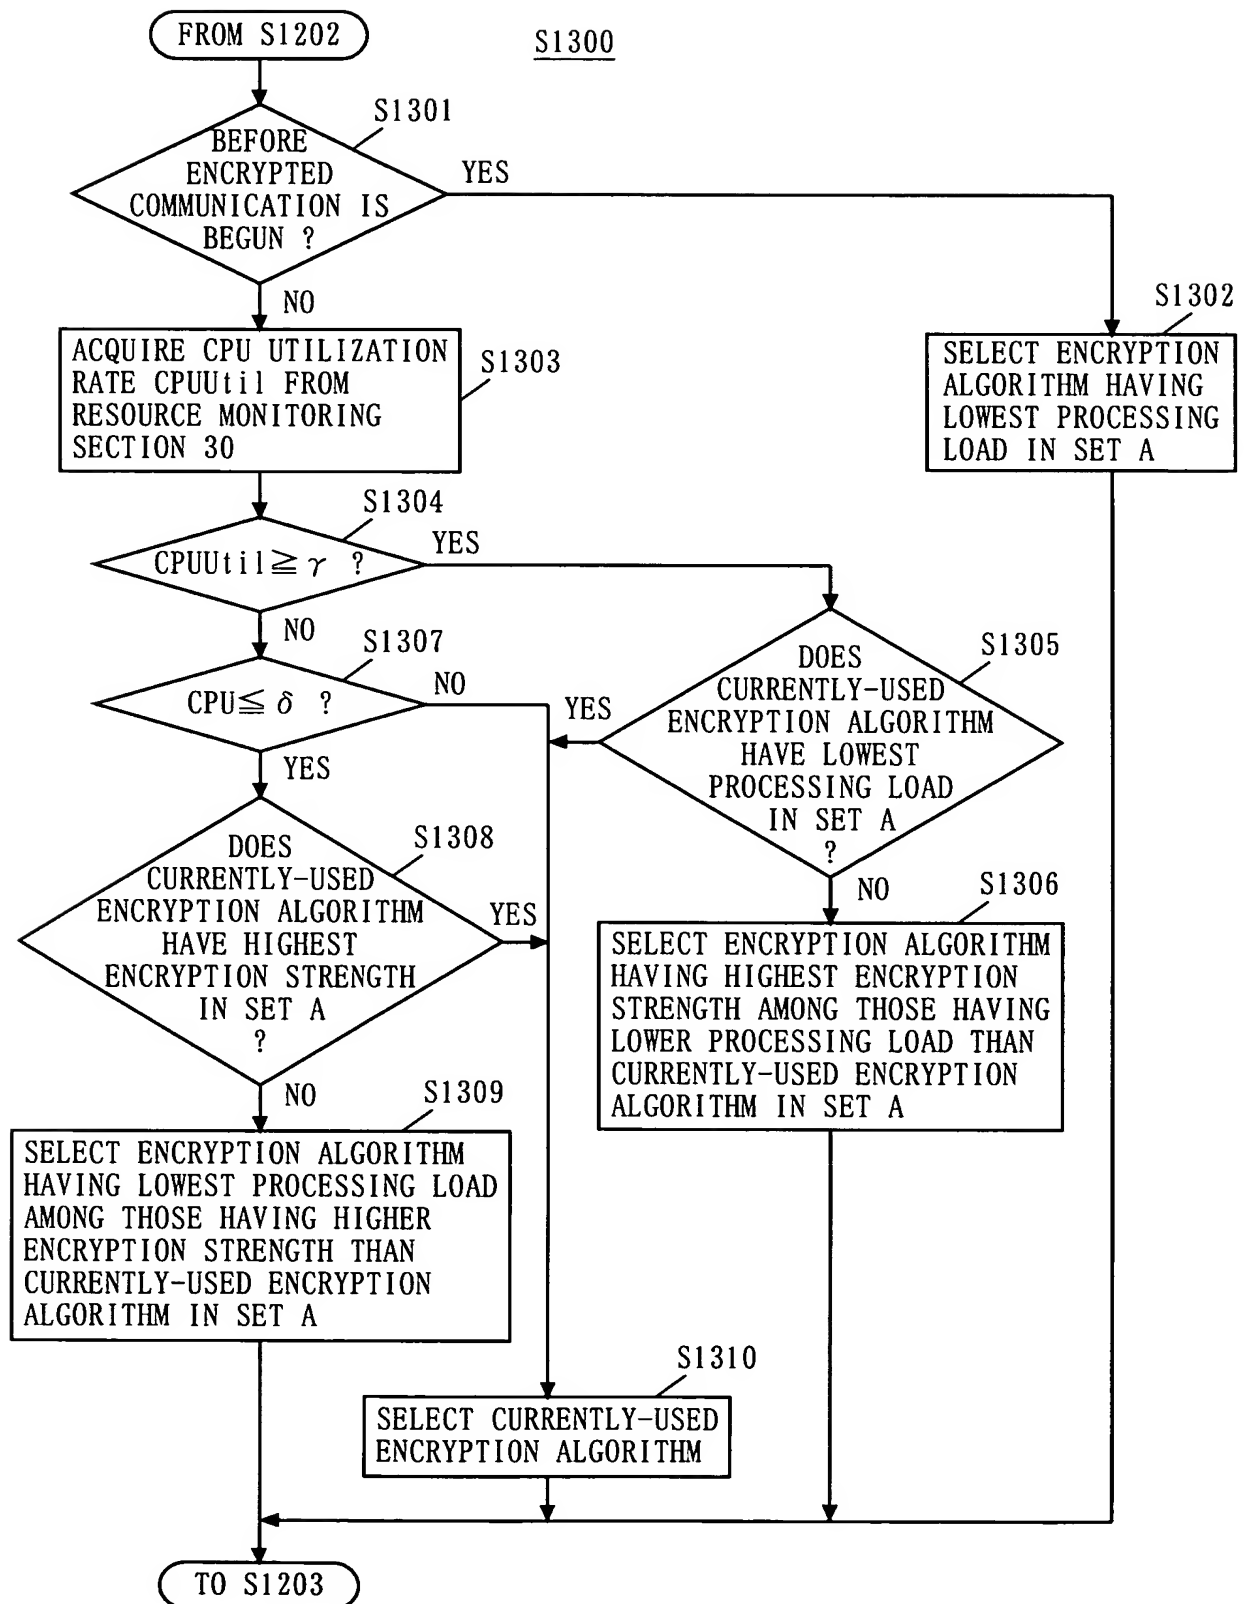 FROM S1202
S1300
S1301
BEFORE
ENCRYPTED
COMMUNICATION IS
BEGUN ?
YES
NO
S1302
SELECT ENCRYPTION
ALGORITHM HAVING
LOWEST PROCESSING
LOAD IN SET A
S1303
ACQUIRE CPU UTILIZATION
RATE CPUUtil FROM
RESOURCE MONITORING
SECTION 30
S1304
CPUUtil≧γ ?
YES
NO
S1307
CPU≦δ ?
NO
YES
S1305
DOES
CURRENTLY-USED
ENCRYPTION ALGORITHM
HAVE LOWEST
PROCESSING LOAD
IN SET A
?
YES
NO
S1308
DOES
CURRENTLY-USED
ENCRYPTION ALGORITHM
HAVE HIGHEST
ENCRYPTION STRENGTH
IN SET A
?
YES
NO
S1306
SELECT ENCRYPTION ALGORITHM
HAVING HIGHEST ENCRYPTION
STRENGTH AMONG THOSE HAVING
LOWER PROCESSING LOAD THAN
CURRENTLY-USED ENCRYPTION
ALGORITHM IN SET A
S1309
SELECT ENCRYPTION ALGORITHM
HAVING LOWEST PROCESSING LOAD
AMONG THOSE HAVING HIGHER
ENCRYPTION STRENGTH THAN
CURRENTLY-USED ENCRYPTION
ALGORITHM IN SET A
S1310
SELECT CURRENTLY-USED
ENCRYPTION ALGORITHM
TO S1203